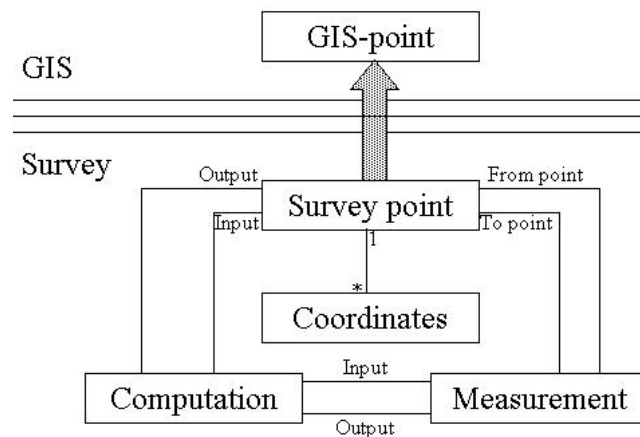 GIS-point
GIS
Survey
Output
From point
Survey point
Input
To point
1
*
Coordinates
Input
Computation
Measurement
Output